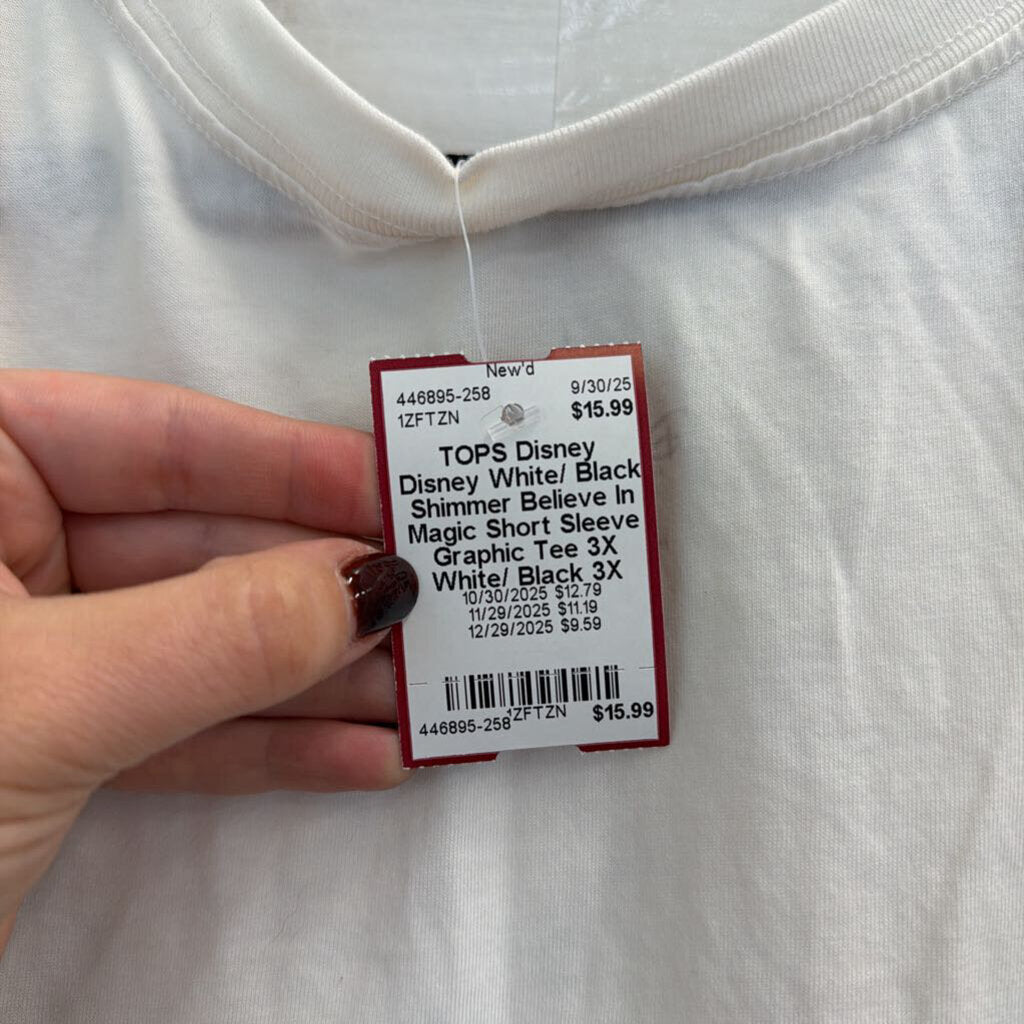 New'd
446895-258 9/30/25
1ZFTZN $15.99
TOPS Disney
Disney White/ Black
Shimmer Believe In
Magic Short Sleeve
Graphic Tee 3X
White/ Black 3X
10/30/2025 $12.79
11/29/2025 $11.19
12/29/2025 $9.59
446895-258 1ZFTZN $15.99